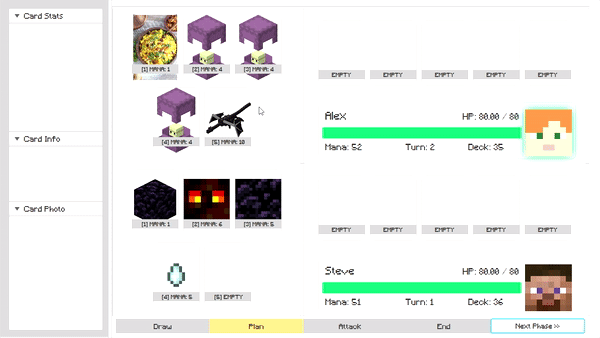 ▼ Card Stats
▼ Card Info
▼ Card Photo
[1] MANA: 1
[2] MANA: 4
[3] MANA: 4
[4] MANA: 4
[5] MANA: 10
EMPTY
EMPTY
EMPTY
EMPTY
EMPTY
Alex
HP: 80.00 / 80
Mana: 52
Turn: 2
Deck: 35
[1] MANA: 1
[2] MANA: 6
[3] MANA: 5
[4] MANA: 5
[5] EMPTY
EMPTY
EMPTY
EMPTY
EMPTY
EMPTY
Steve
HP: 80.00 / 80
Mana: 51
Turn: 1
Deck: 36
Draw
Plan
Attack
End
Next Phase >>